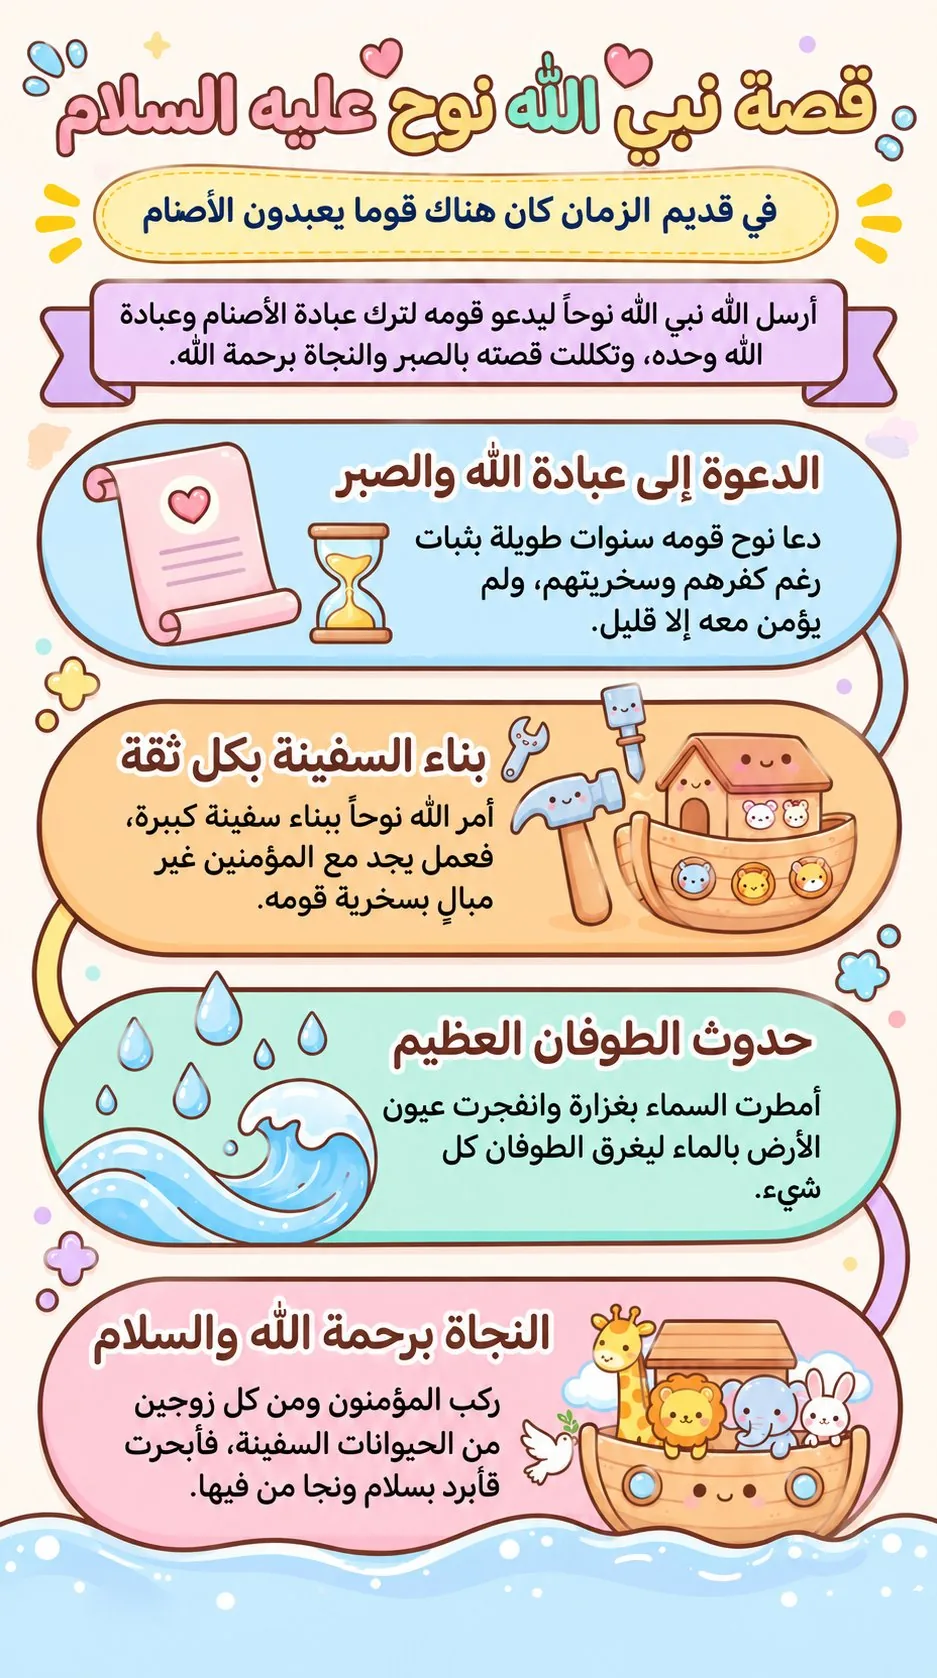 قصة نبي الله نوح عليه السلام
في قديم الزمان كان هناك قوما يعبدون الأصنام
أرسل الله نبي الله نوحاً ليدعو قومه لترك عبادة الأصنام وعبادة
الله وحده، وتكللت قصته بالصبر والنجاة برحمة الله.
الدعوة إلى عبادة الله والصبر
دعا نوح قومه سنوات طويلة بثبات
رغم كفرهم وسخريتهم، ولم
يؤمن معه إلا قليل.
بناء السفينة بكل ثقة
أمر الله نوحاً ببناء سفينة كببرة،
فعمل يجد مع المؤمنين غير
مبالٍ بسخرية قومه.
حدوث الطوفان العظيم
أمطرت السماء بغزارة وانفجرت عيون
الأرض بالماء ليغرق الطوفان كل
شيء.
النجاة برحمة الله والسلام
ركب المؤمنون ومن كل زوجين
من الحيوانات السفينة، فأبحرت
قأبرد بسلام ونجا من فيها.